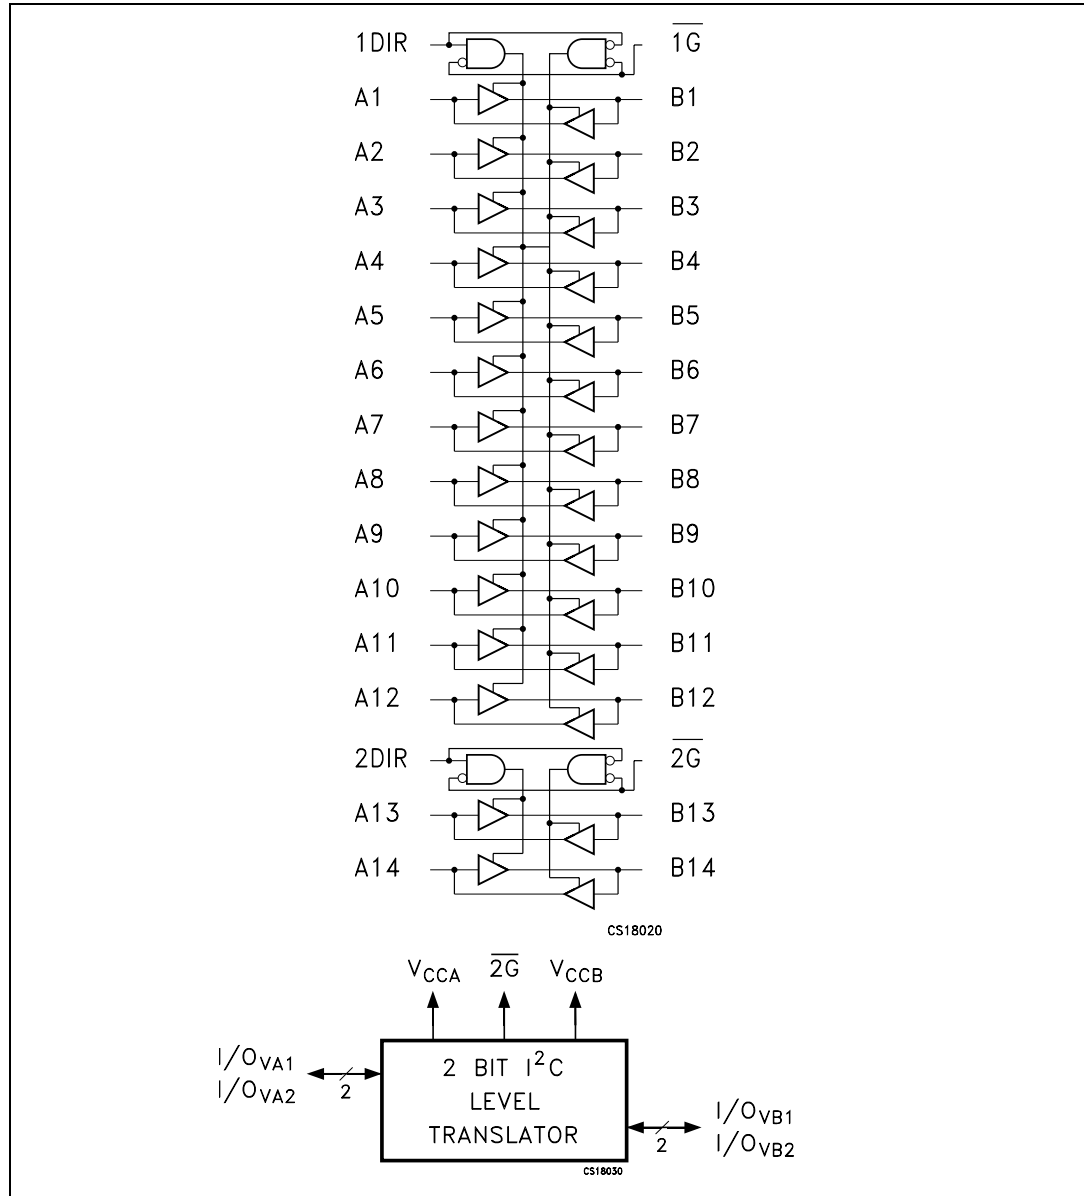 1DIR 1G
A1 B1
A2 B2
A3 B3
A4 B4
A5 B5
A6 B6
A7 B7
A8 B8
A9 B9
A10 B10
A11 B11
A12 B12
2DIR 2G
A13 B13
A14 B14
CS18020
VCCA 2G VCCB
I/OVA1
I/OVA2
2
2 BIT I²C
LEVEL
TRANSLATOR
2
I/OVB1
I/OVB2
CS18030